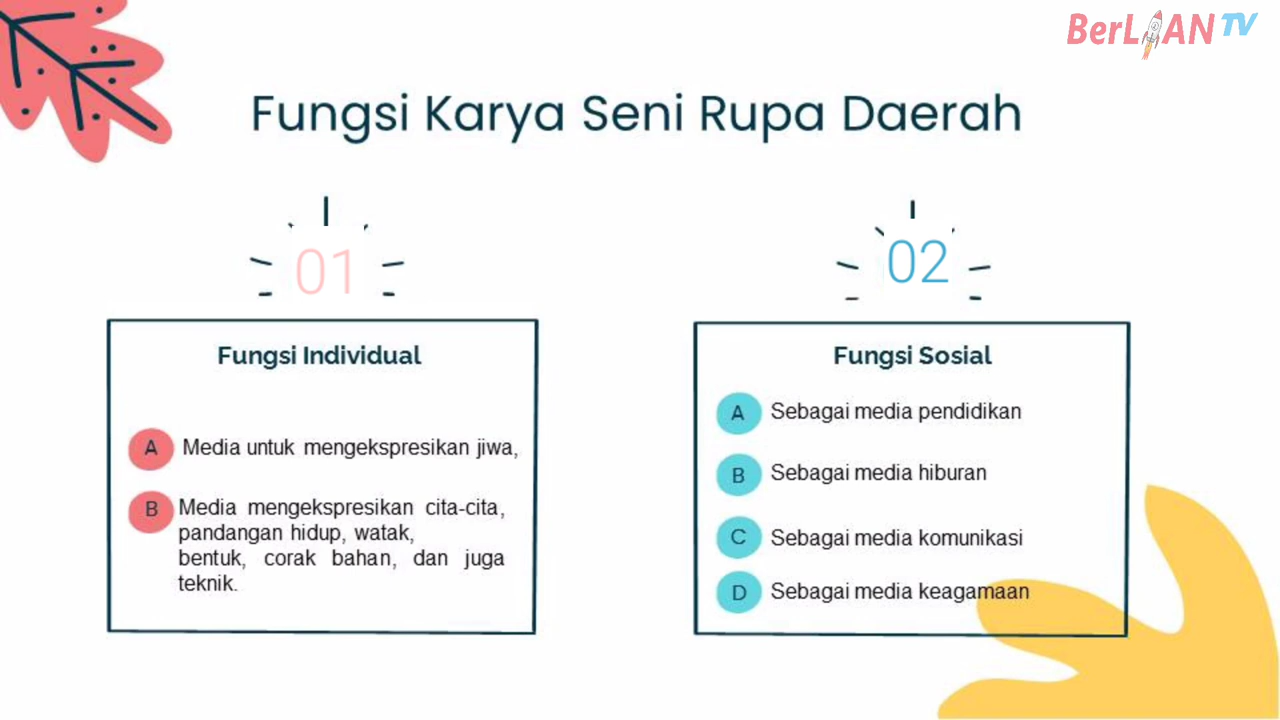 BerLIAN TV
Fungsi Karya Seni Rupa Daerah
01
Fungsi Individual
A Media untuk mengekspresikan jiwa,
B Media mengekspresikan cita-cita,
pandangan hidup, watak,
bentuk, corak bahan, dan juga
teknik.
02
Fungsi Sosial
A Sebagai media pendidikan
B Sebagai media hiburan
C Sebagai media komunikasi
D Sebagai media keagamaan